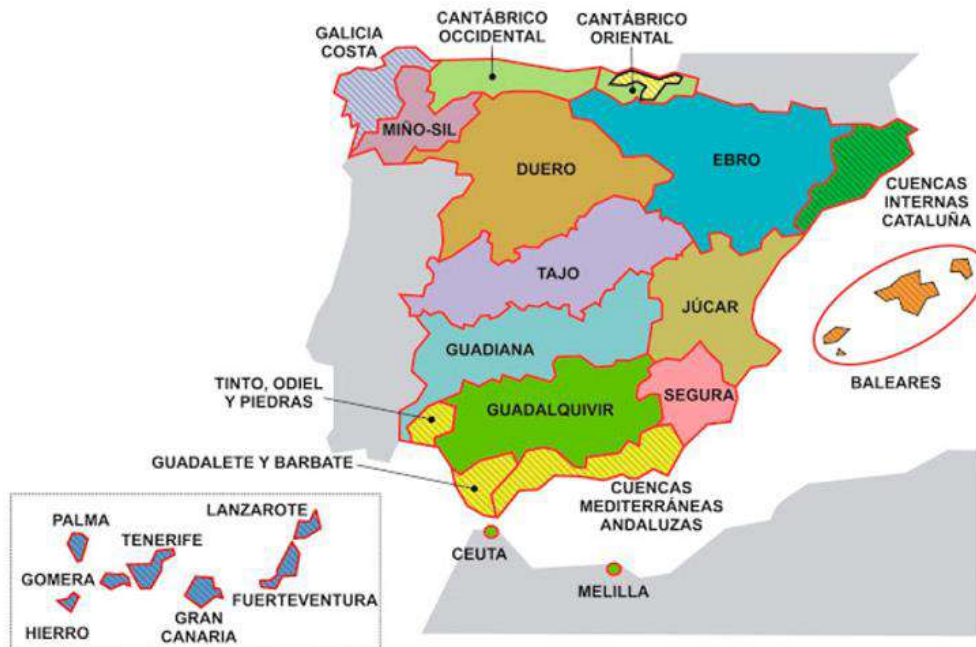 GALICIA
COSTA
CANTÁBRICO
OCCIDENTAL
CANTÁBRICO
ORIENTAL
MIÑO-SIL
DUERO
EBRO
CUENCAS
INTERNAS
CATALUÑA
TAJO
JÚCAR
GUADIANA
BALEARES
TINTO, ODIEL
Y PIEDRAS
GUADALQUIVIR
SEGURA
GUADALETE Y BARBATE
CUENCAS
MEDITERRÁNEAS
ANDALUZAS
CEUTA
MELILLA
PALMA
LANZAROTE
TENERIFE
GOMERA
FUERTEVENTURA
HIERRO
GRAN
CANARIA